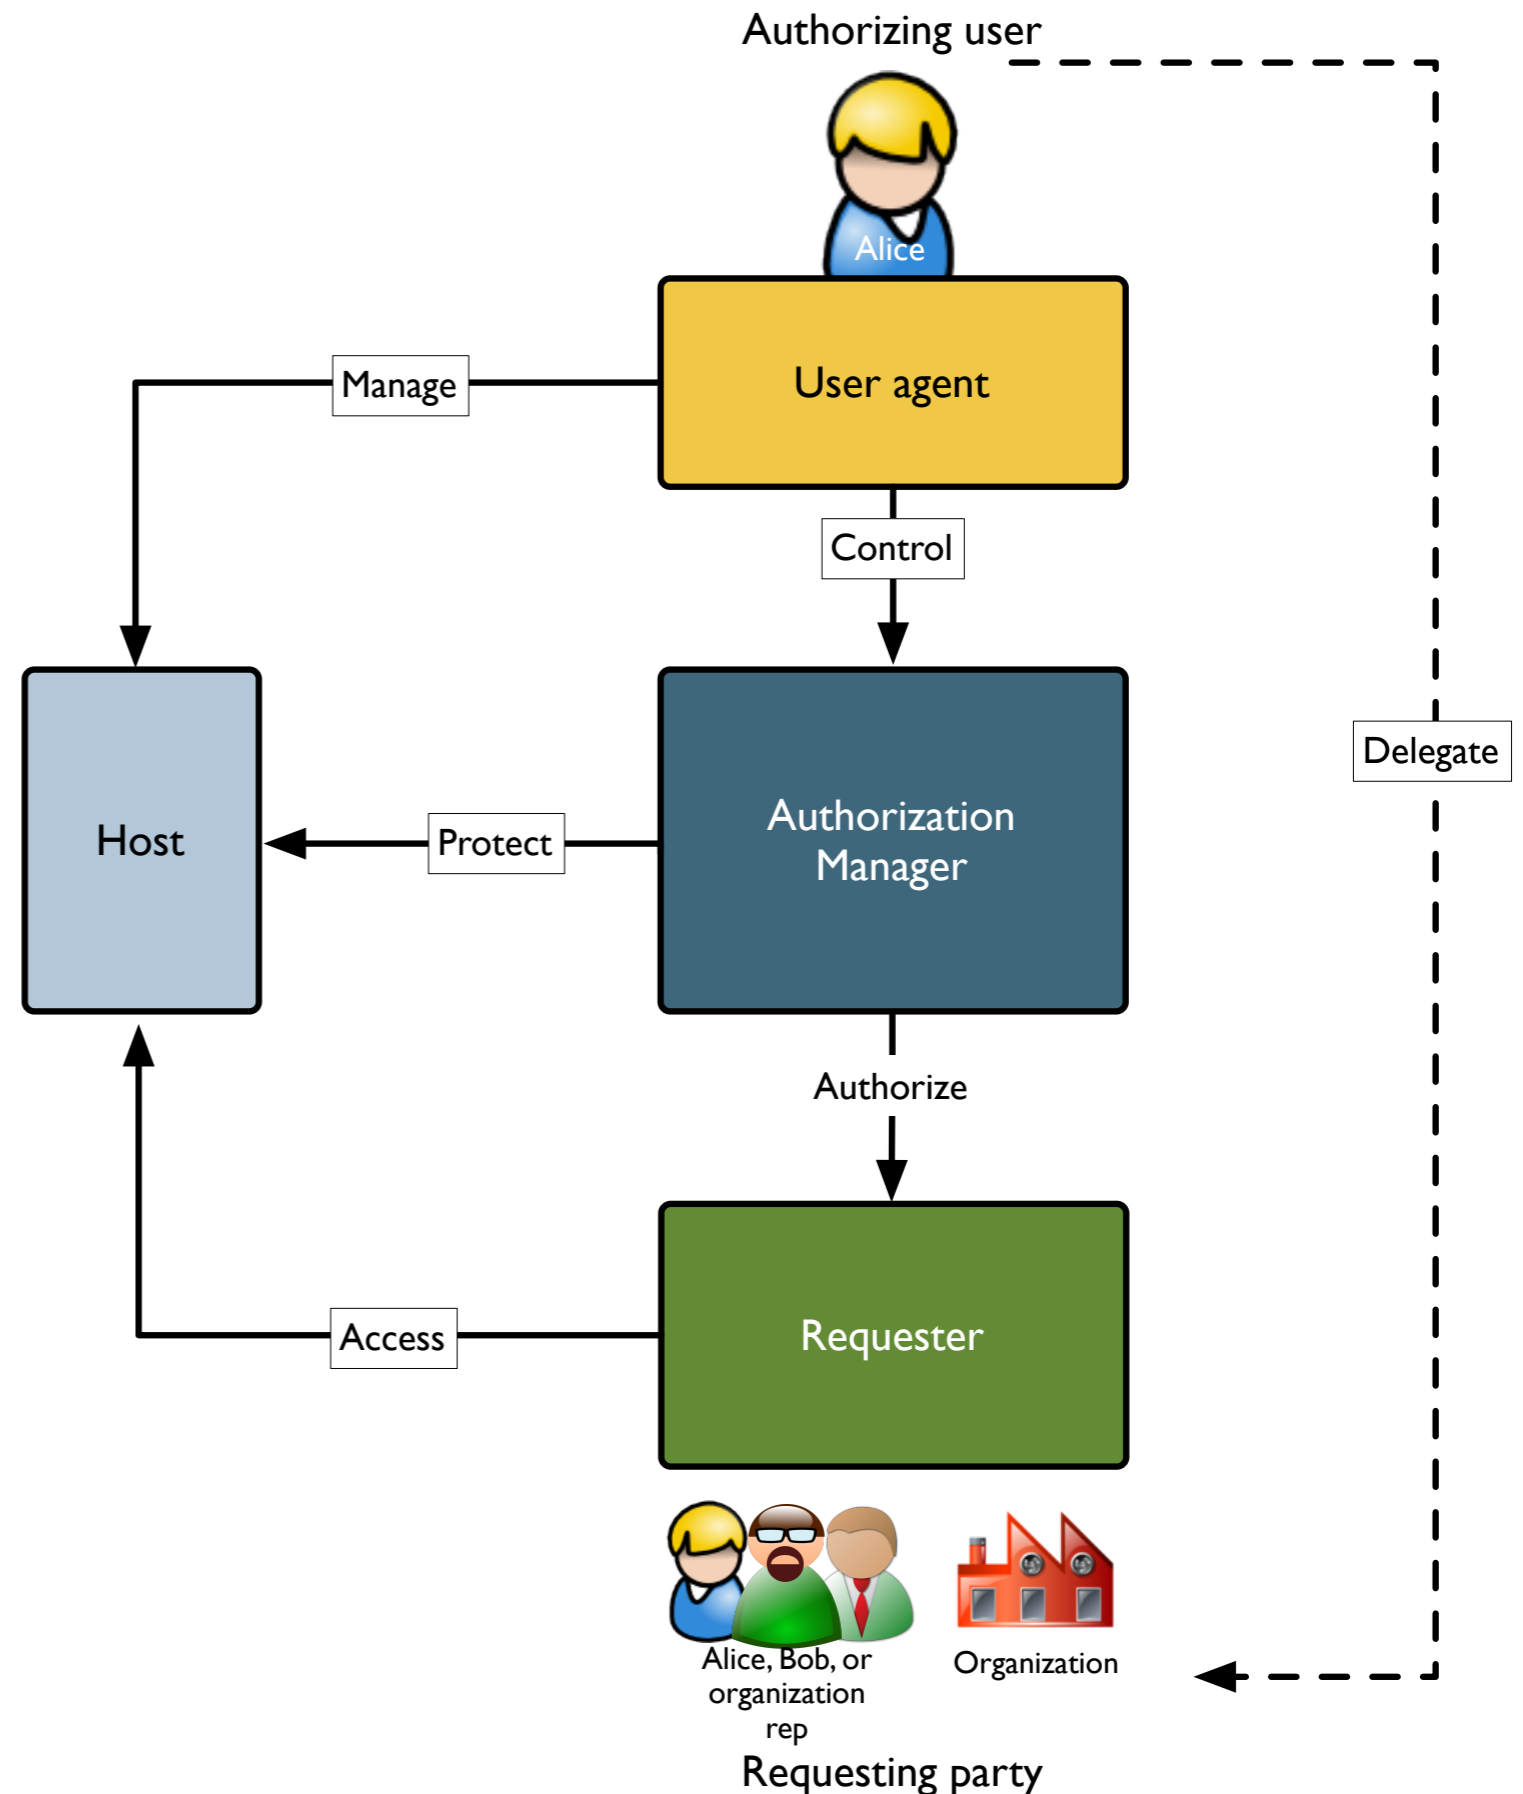 Authorizing user
Alice
Manage
User agent
Control
Delegate
Host
Protect
Authorization
Manager
Authorize
Access
Requester
Alice, Bob, or
organization
rep
Organization
Requesting party